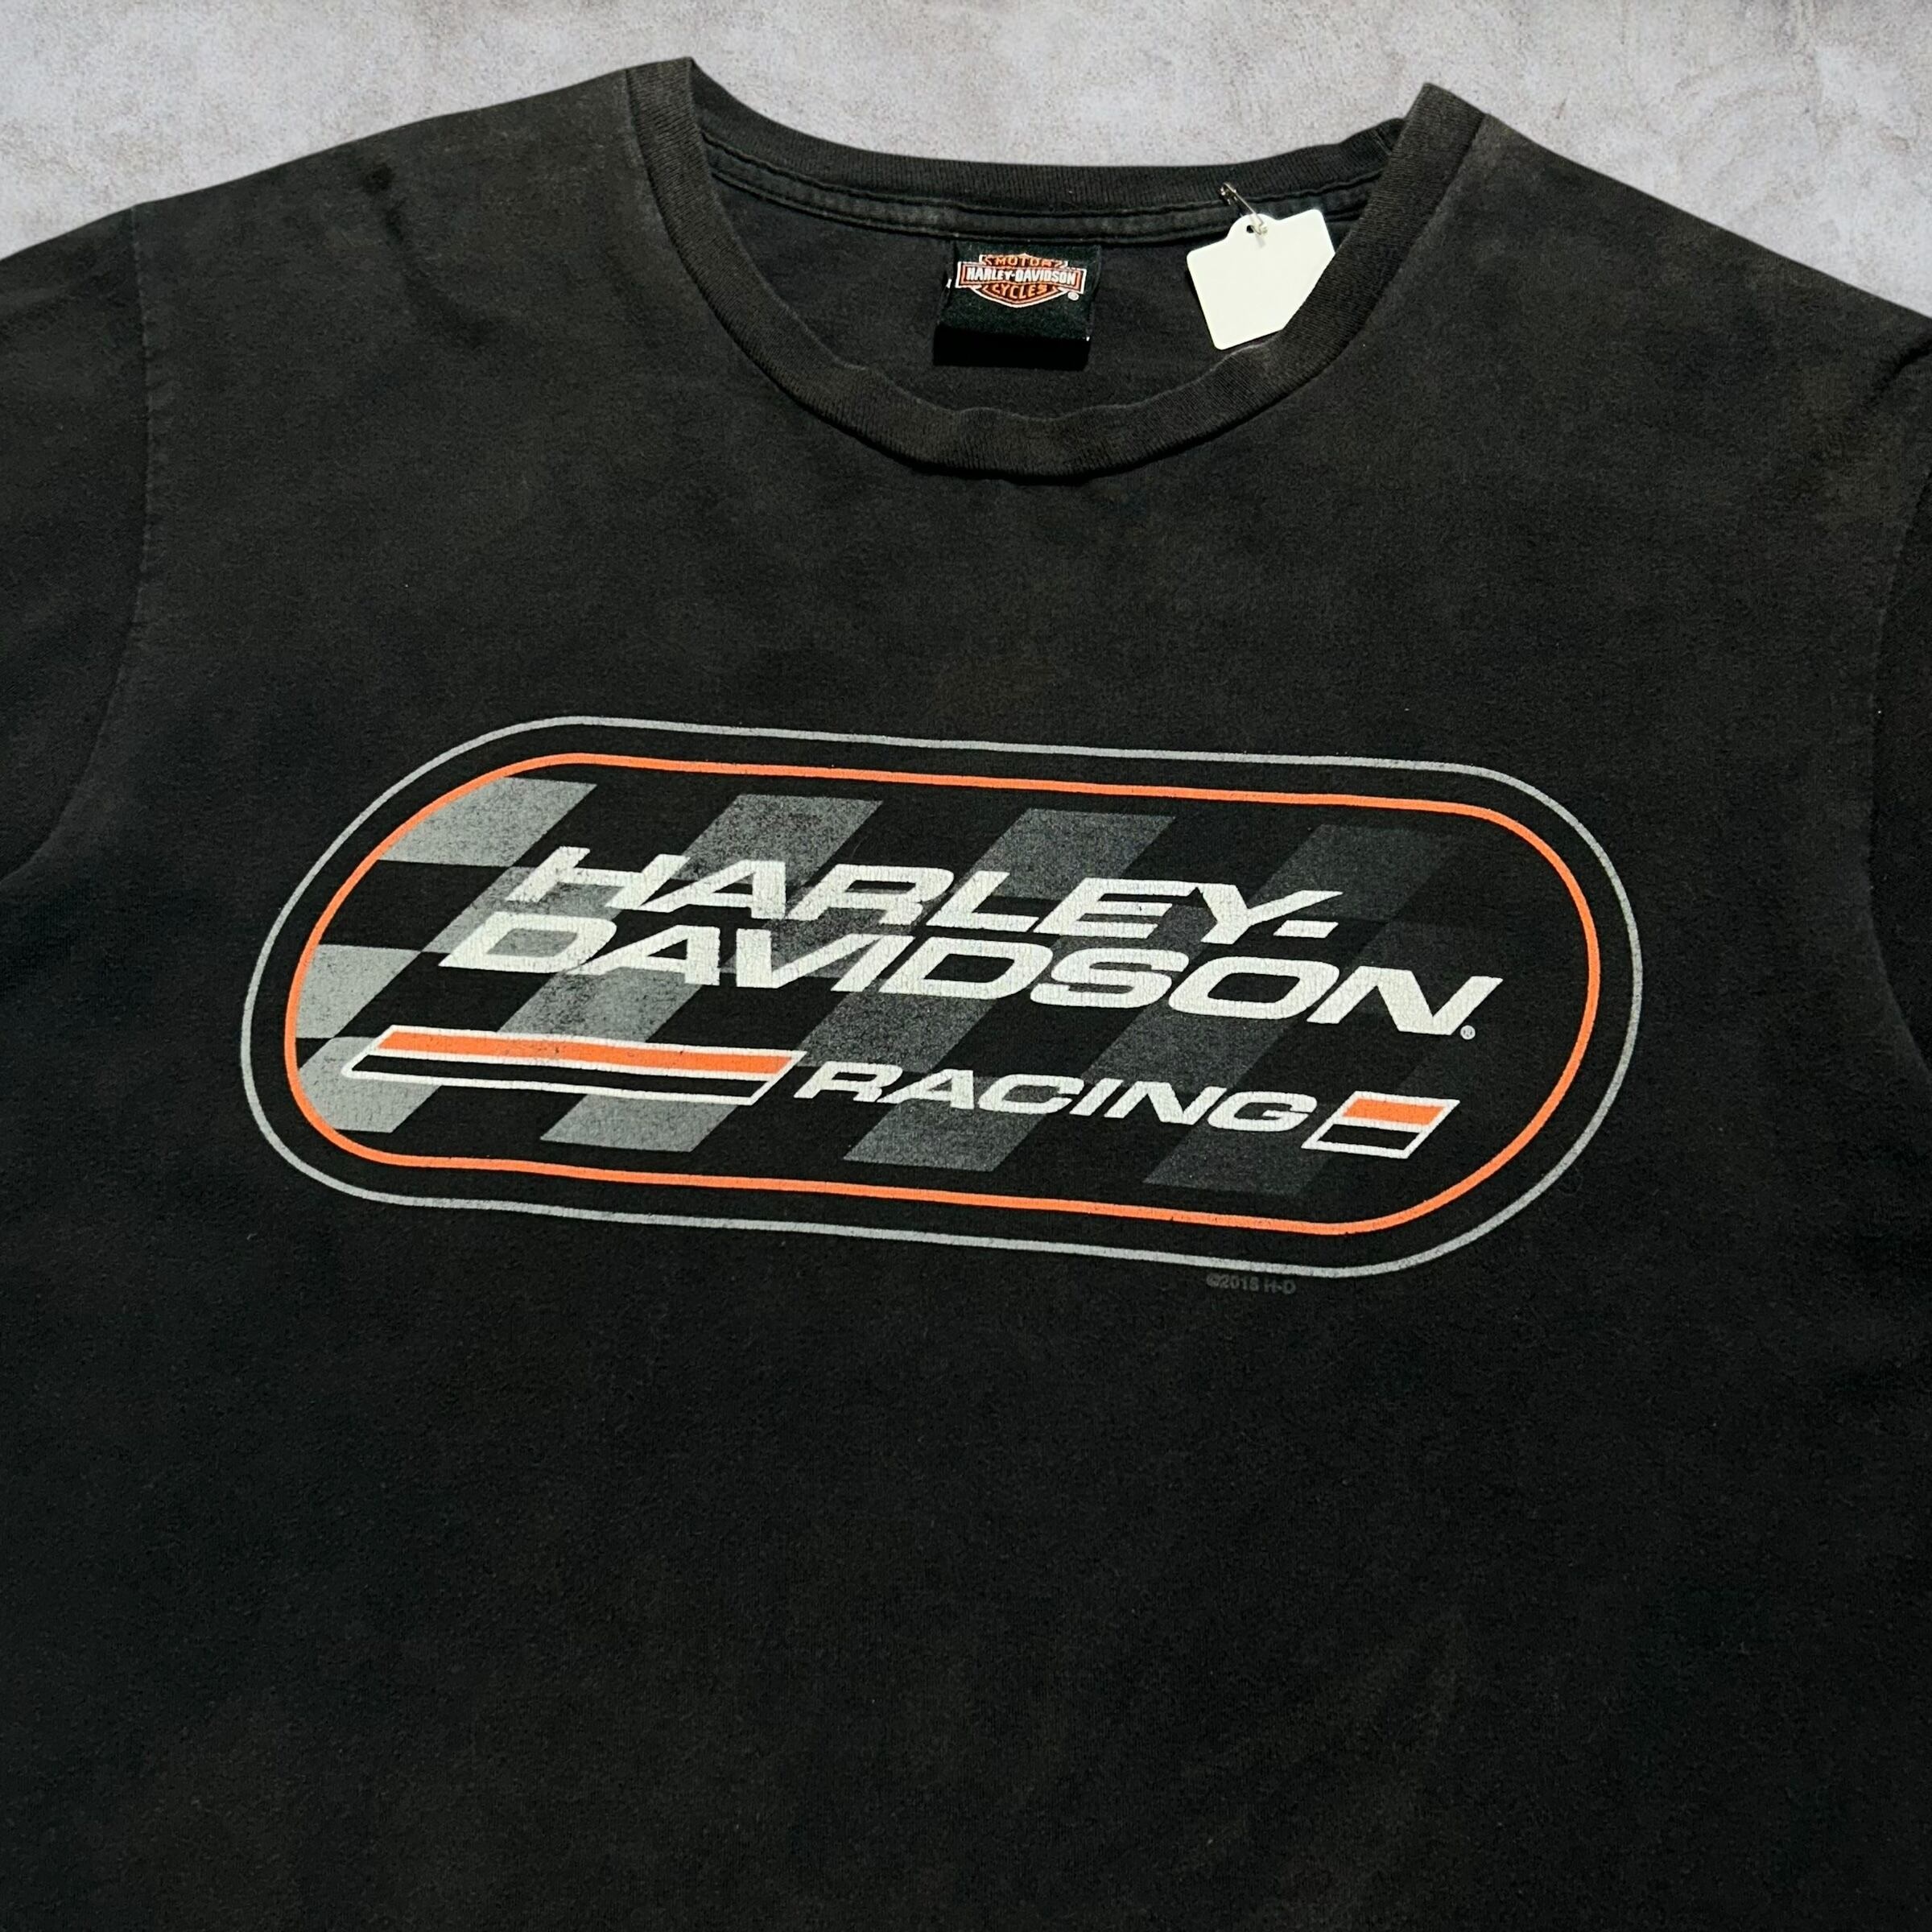 MOTOR
HARLEY-DAVIDSON
CYCLES®
HARLEY-
DAVIDSON®
RACING
©2018 H-D